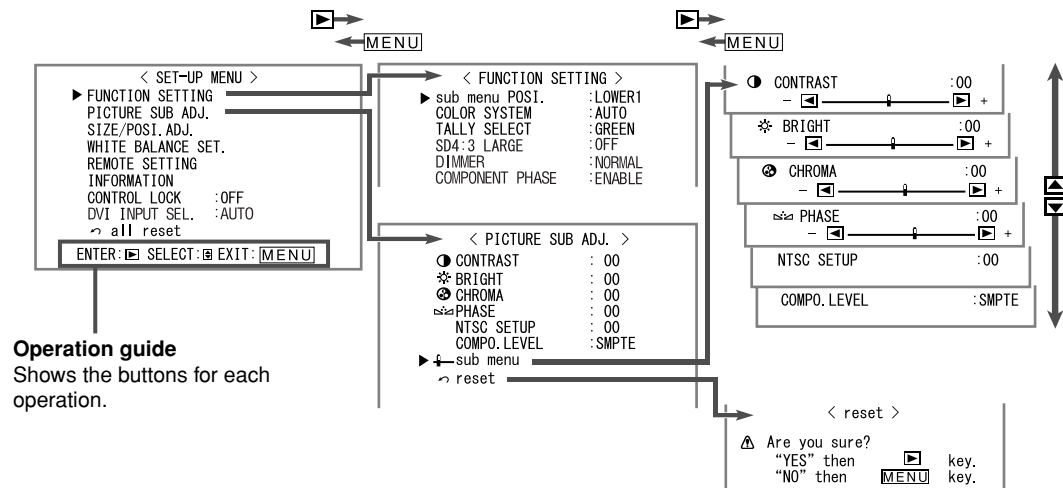 MENU
MENU
< SET-UP MENU >
FUNCTION SETTING
PICTURE SUB ADJ.
SIZE/POSI.ADJ.
WHITE BALANCE SET.
REMOTE SETTING
INFORMATION
CONTROL LOCK :OFF
DVI INPUT SEL. :AUTO
all reset
ENTER: SELECT: EXIT: MENU
Operation guide
Shows the buttons for each
operation.
< FUNCTION SETTING >
sub menu POSI. :LOWER1
COLOR SYSTEM :AUTO
TALLY SELECT :GREEN
SD4:3 LARGE :OFF
DIMMER :NORMAL
COMPONENT PHASE :ENABLE
< PICTURE SUB ADJ. >
CONTRAST : 00
BRIGHT : 00
CHROMA : 00
PHASE : 00
NTSC SETUP : 00
COMPO.LEVEL :SMPTE
sub menu
reset
CONTRAST :00
- +
BRIGHT :00
- +
CHROMA :00
- +
PHASE :00
- +
NTSC SETUP :00
COMPO.LEVEL :SMPTE
< reset >
Are you sure?
“YES” then key.
“NO” then MENU key.